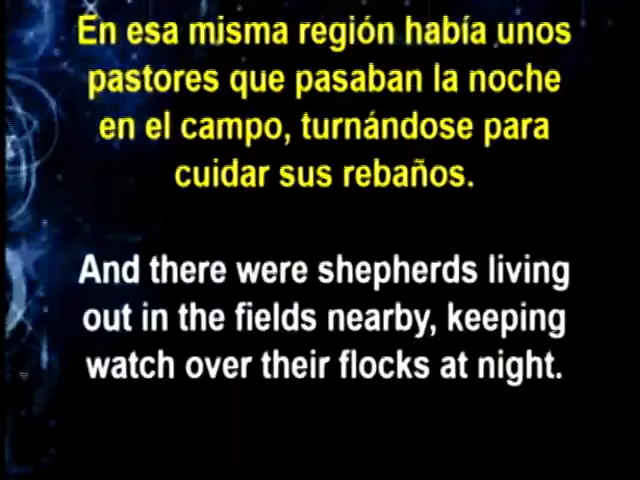 En esa misma región había unos
pastores que pasaban la noche
en el campo, turnándose para
cuidar sus rebaños.
And there were shepherds living
out in the fields nearby, keeping
watch over their flocks at night.